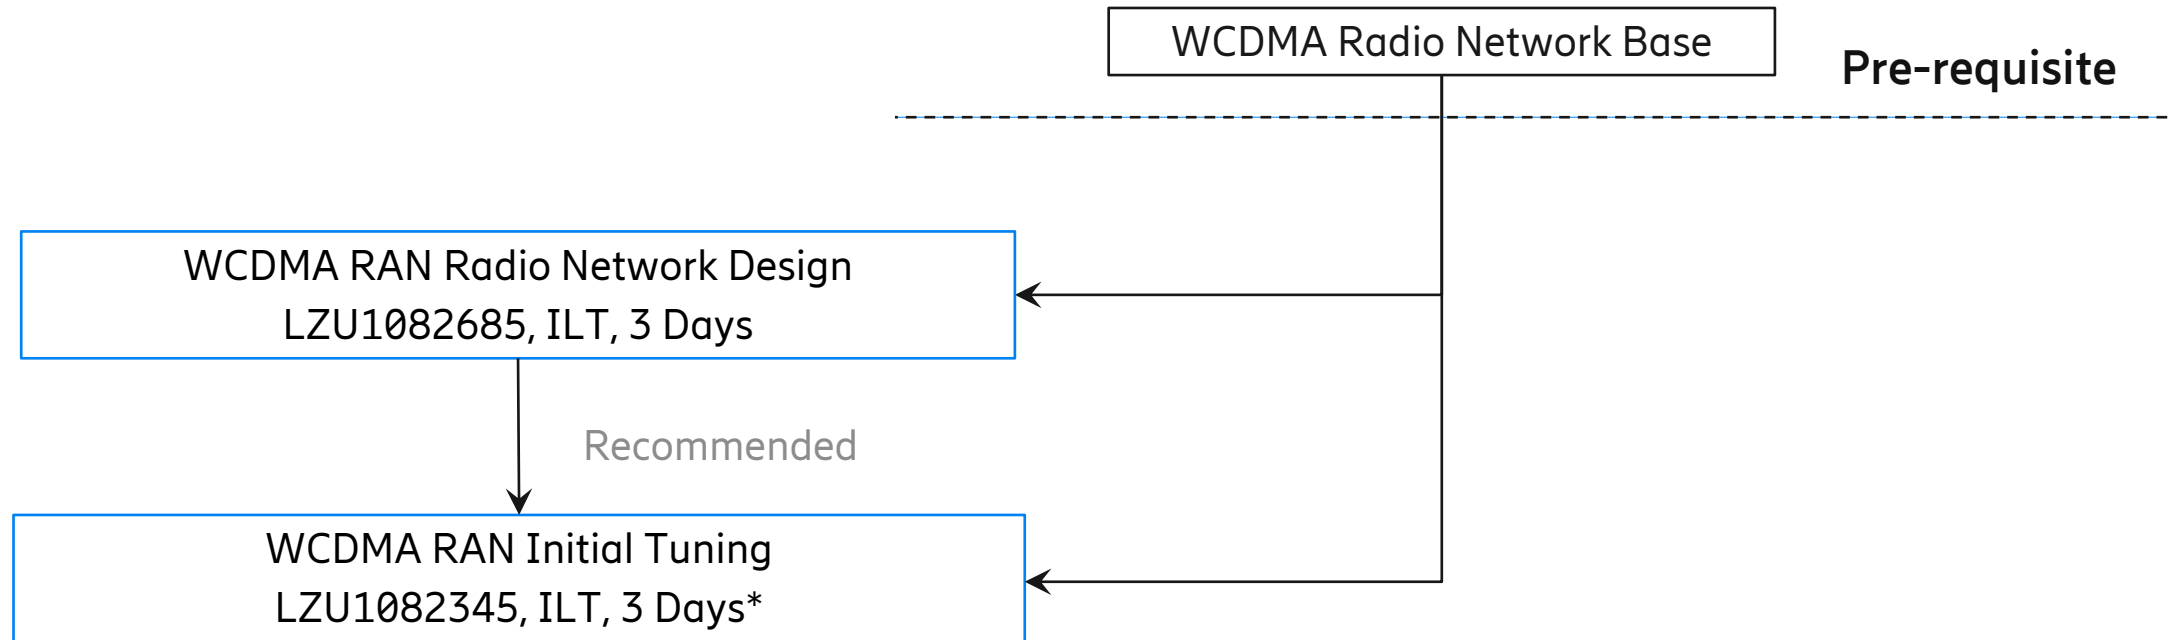 WCDMA Radio Network Base
Pre-requisite
WCDMA RAN Radio Network Design
LZU1082685, ILT, 3 Days
Recommended
WCDMA RAN Initial Tuning
LZU1082345, ILT, 3 Days*